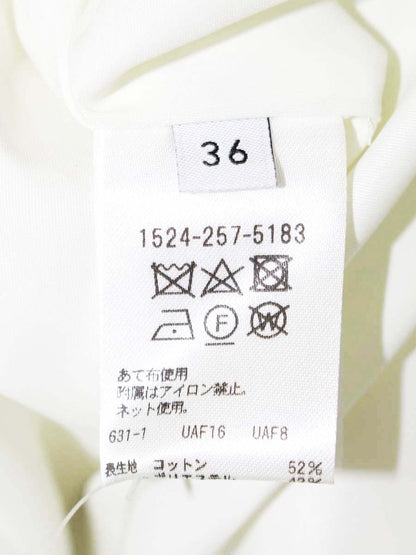 36
1524-257-5183
F
W
あて布使用
附属はアイロン禁止。
ネット使用。
631-1 UAF16 UAF8
表生地 コットン 52%